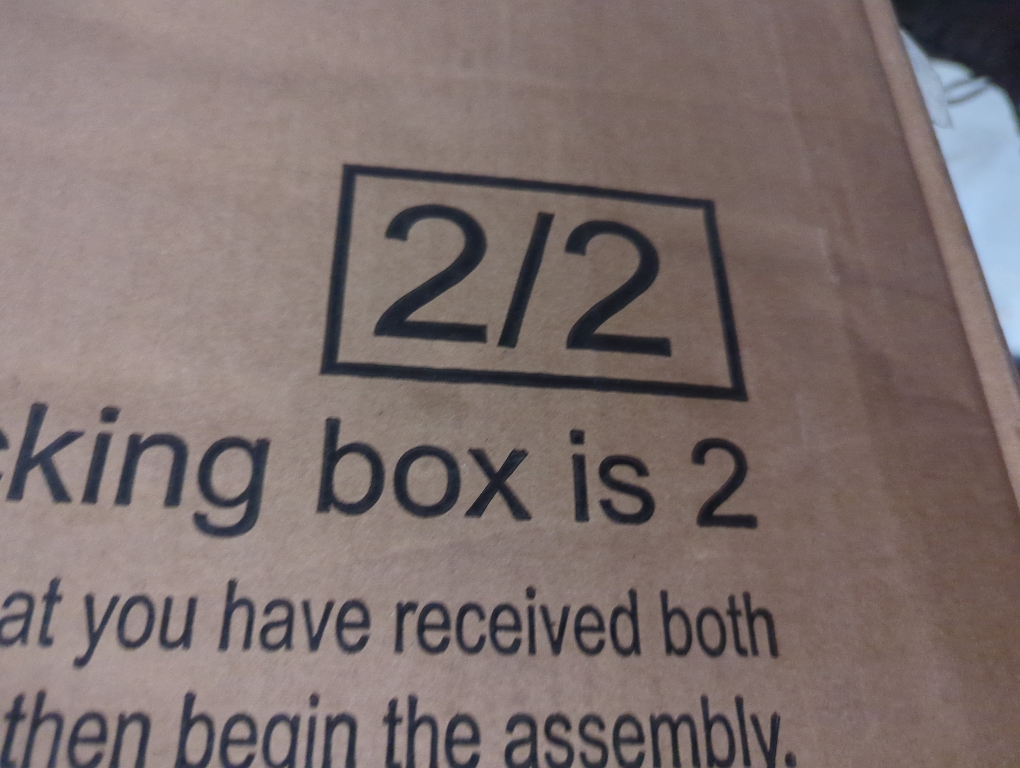 2/2
cking box is 2
at you have received both
then begin the assembly.